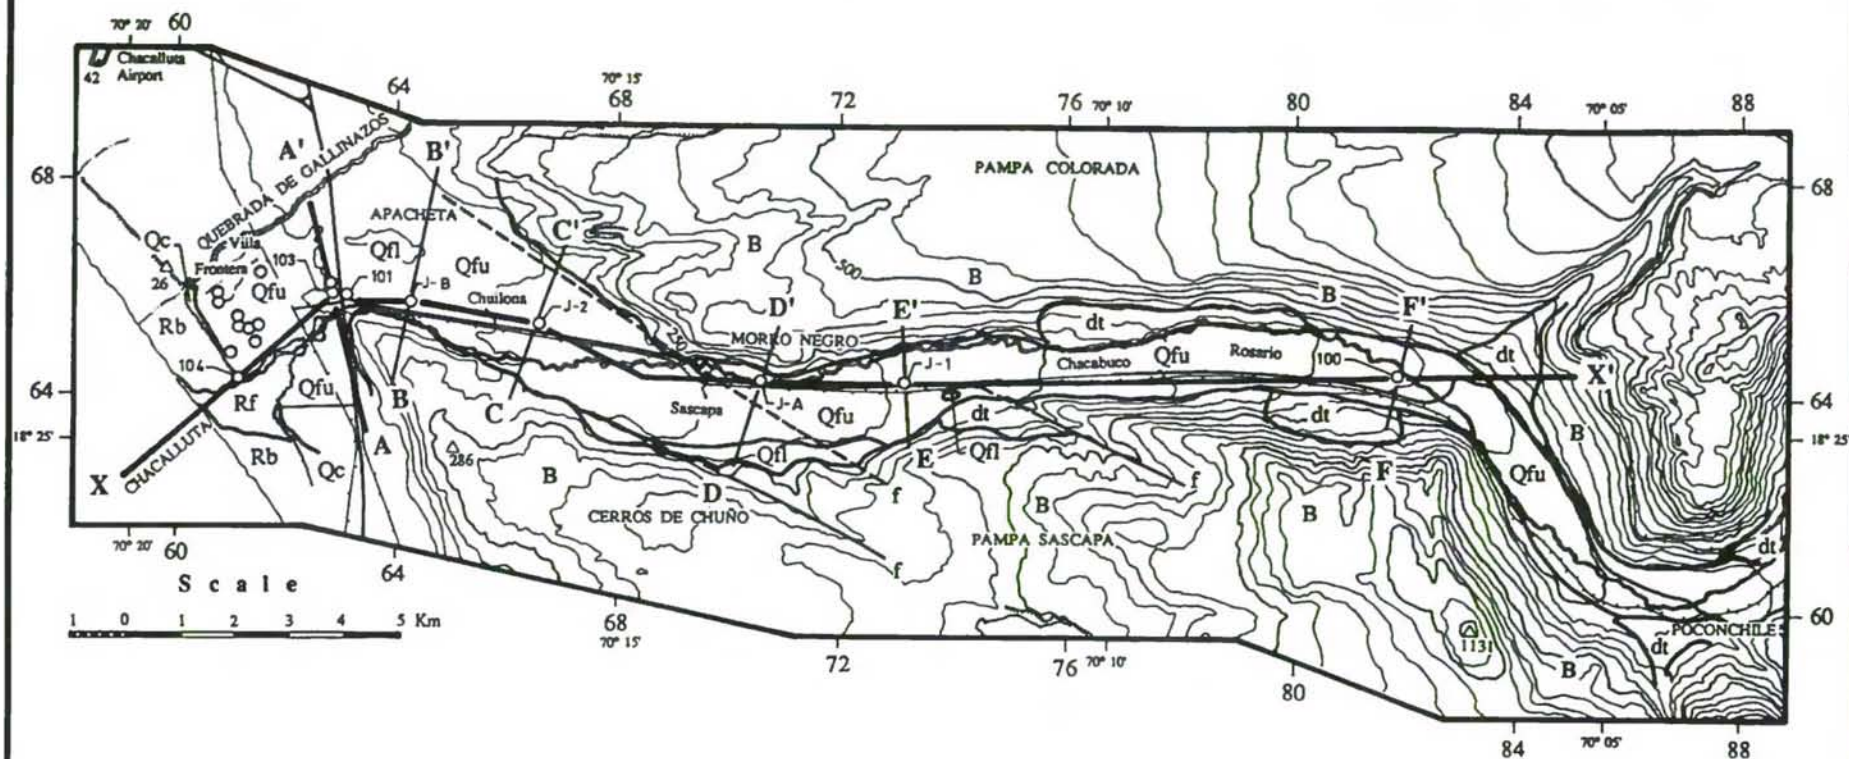 70° 20' 60
Chacalluta
Airport
42
64
70° 15'
68
72
76 70° 10'
80
84
70° 05'
88
A'
B'
QUEBRADA DE GALLINAZOS
PAMPA COLORADA
68
68
APACHETA
C'
Qc
Villa
103
Qfl
Qfu
B
500
B
26
Frontera
Qfu
101
J-B
Chuilona
J-2
D'
E'
B
F'
Rb
MORRO NEGRO
dt
dt
104
J-1
Chacabuco
Qfu
Rosario
100
X'
64
Qfu
Rf
B
C
Sascapa
J-A
Qfu
dt
dt
64
18° 25'
18° 25'
B
CHACALLUTA
Rb
Qc
A
286
B
Qfl
E
Qfl
F
Qfu
X
D
f
f
CERROS DE CHUÑO
B
B
PAMPA SASCAPA
dt
70° 20' 60
64
f
Scale
1 0 1 2 3 4 5 Km
68
70° 15'
72
76 70° 10'
80
1131
B
POCONCHILE
60
dt
84
70° 05'
88